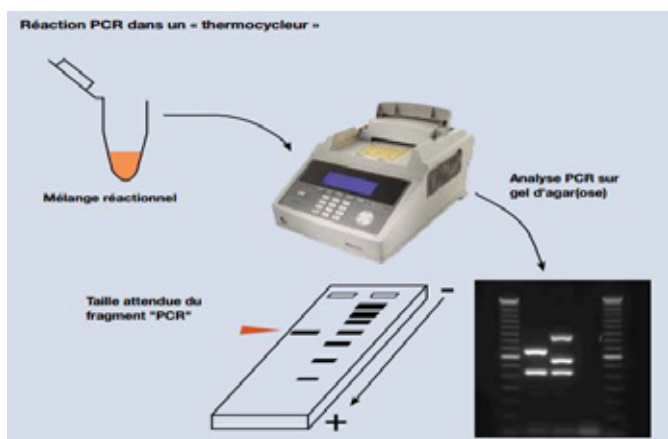 Réaction PCR dans un « thermocycleur »
Mélange réactionnel
Analyse PCR sur
gel d'agar(ose)
Taille attendue du
fragment "PCR"
-
+